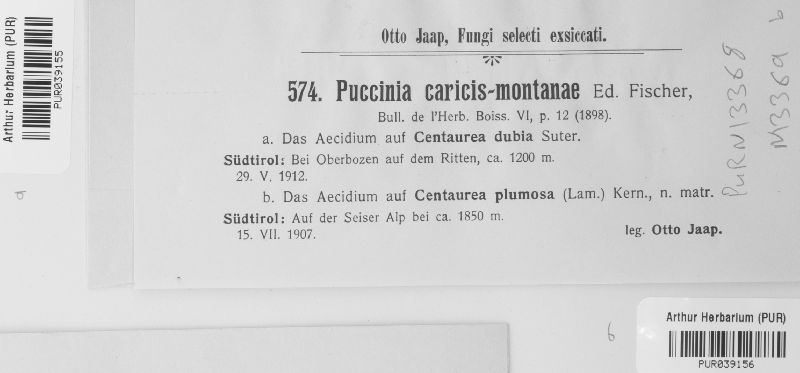 Otto Jaap, Fungi selecti exsiccati.
574. Puccinia caricis-montanae Ed. Fischer,
Bull. de l'Herb. Boiss. VI, p. 12 (1898).
a. Das Aecidium auf Centaurea dubia Suter.
Südtirol: Bei Oberbozen auf dem Ritten, ca. 1200 m.
29. V. 1912.
b. Das Aecidium auf Centaurea plumosa (Lam.) Kern., n. matr.
Südtirol: Auf der Seiser Alp bei ca. 1850 m.
15. VII. 1907.
leg. Otto Jaap.
Arthur Herbarium (PUR)
PUR039155
a
PURN13368
N13369 b
b
Arthur Herbarium (PUR)
PUR039156